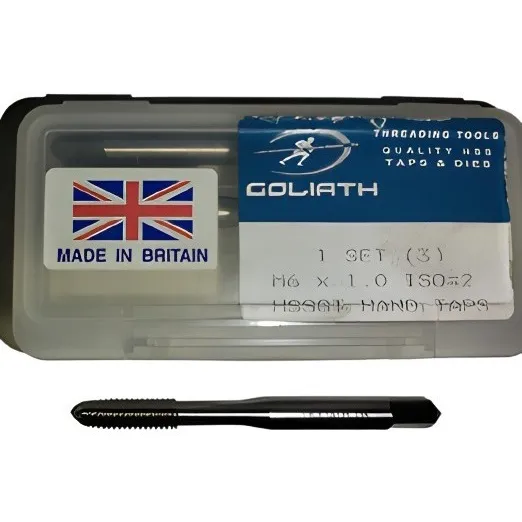 THREADING TOOLS
QUALITY HSS
TAPS & DIES
GOLIATH
MADE IN BRITAIN
1 SET (3)
M6 x 1.0 ISO-2
HAND TAPS